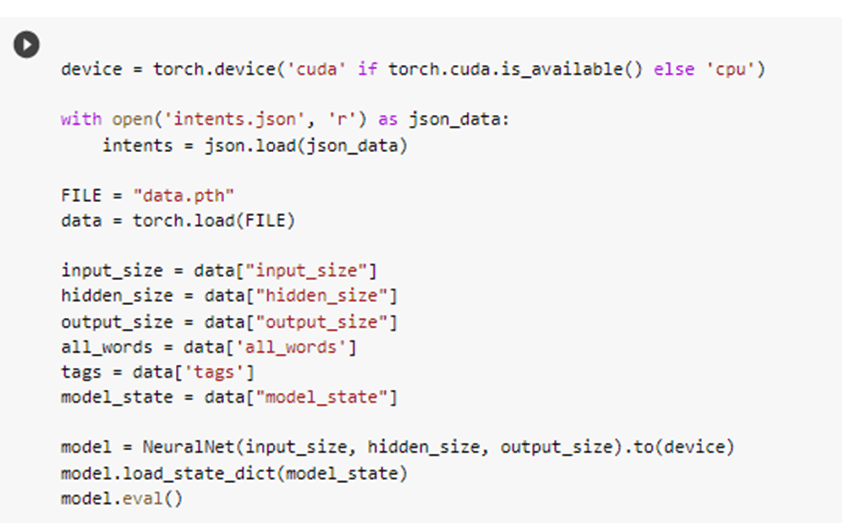 device = torch.device('cuda' if torch.cuda.is_available() else 'cpu')
with open('intents.json', 'r') as json_data:
    intents = json.load(json_data)
FILE = "data.pth"
data = torch.load(FILE)
input_size = data["input_size"]
hidden_size = data["hidden_size"]
output_size = data["output_size"]
all_words = data['all_words']
tags = data['tags']
model_state = data["model_state"]
model = NeuralNet(input_size, hidden_size, output_size).to(device)
model.load_state_dict(model_state)
model.eval()